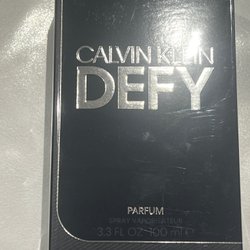 CALVIN KLEIN
DEFY
PARFUM
SPRAY VAPORISATEUR
3.3 FL OZ 100 ml e